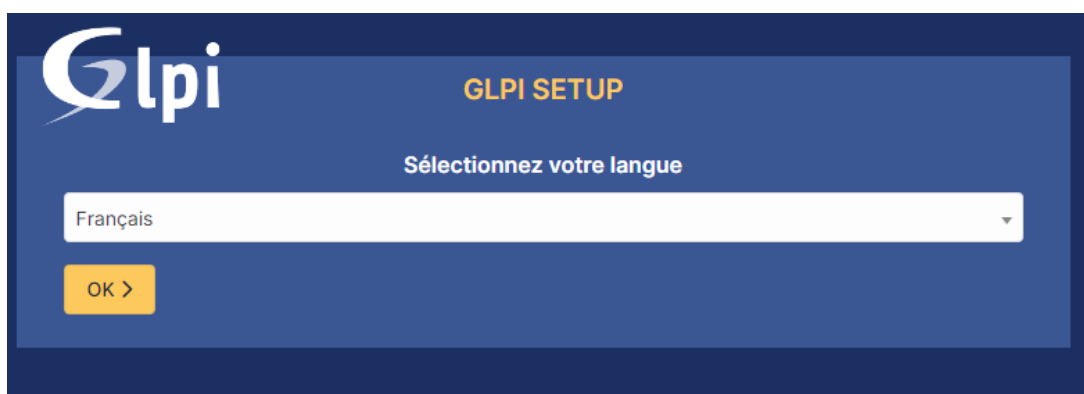 Glpi
GLPI SETUP
Sélectionnez votre langue
Français
OK